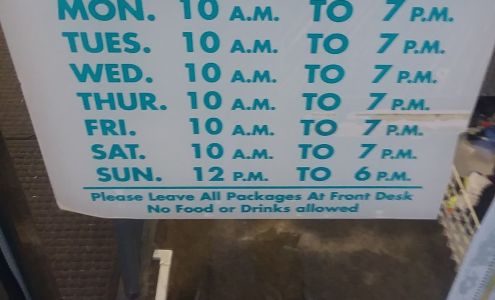 MON. 10 A.M. TO 7 P.M.
TUES. 10 A.M. TO 7 P.M.
WED. 10 A.M. TO 7 P.M.
THUR. 10 A.M. TO 7 P.M.
FRI. 10 A.M. TO 7 P.M.
SAT. 10 A.M. TO 7 P.M.
SUN. 12 P.M. TO 6 P.M.
Please Leave All Packages At Front Desk
No Food or Drinks allowed